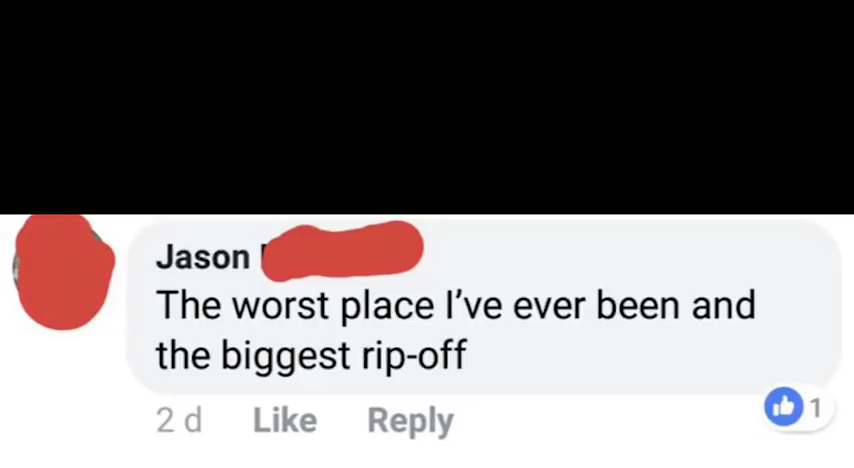 Jason
The worst place I've ever been and
the biggest rip-off
2 d Like Reply
1